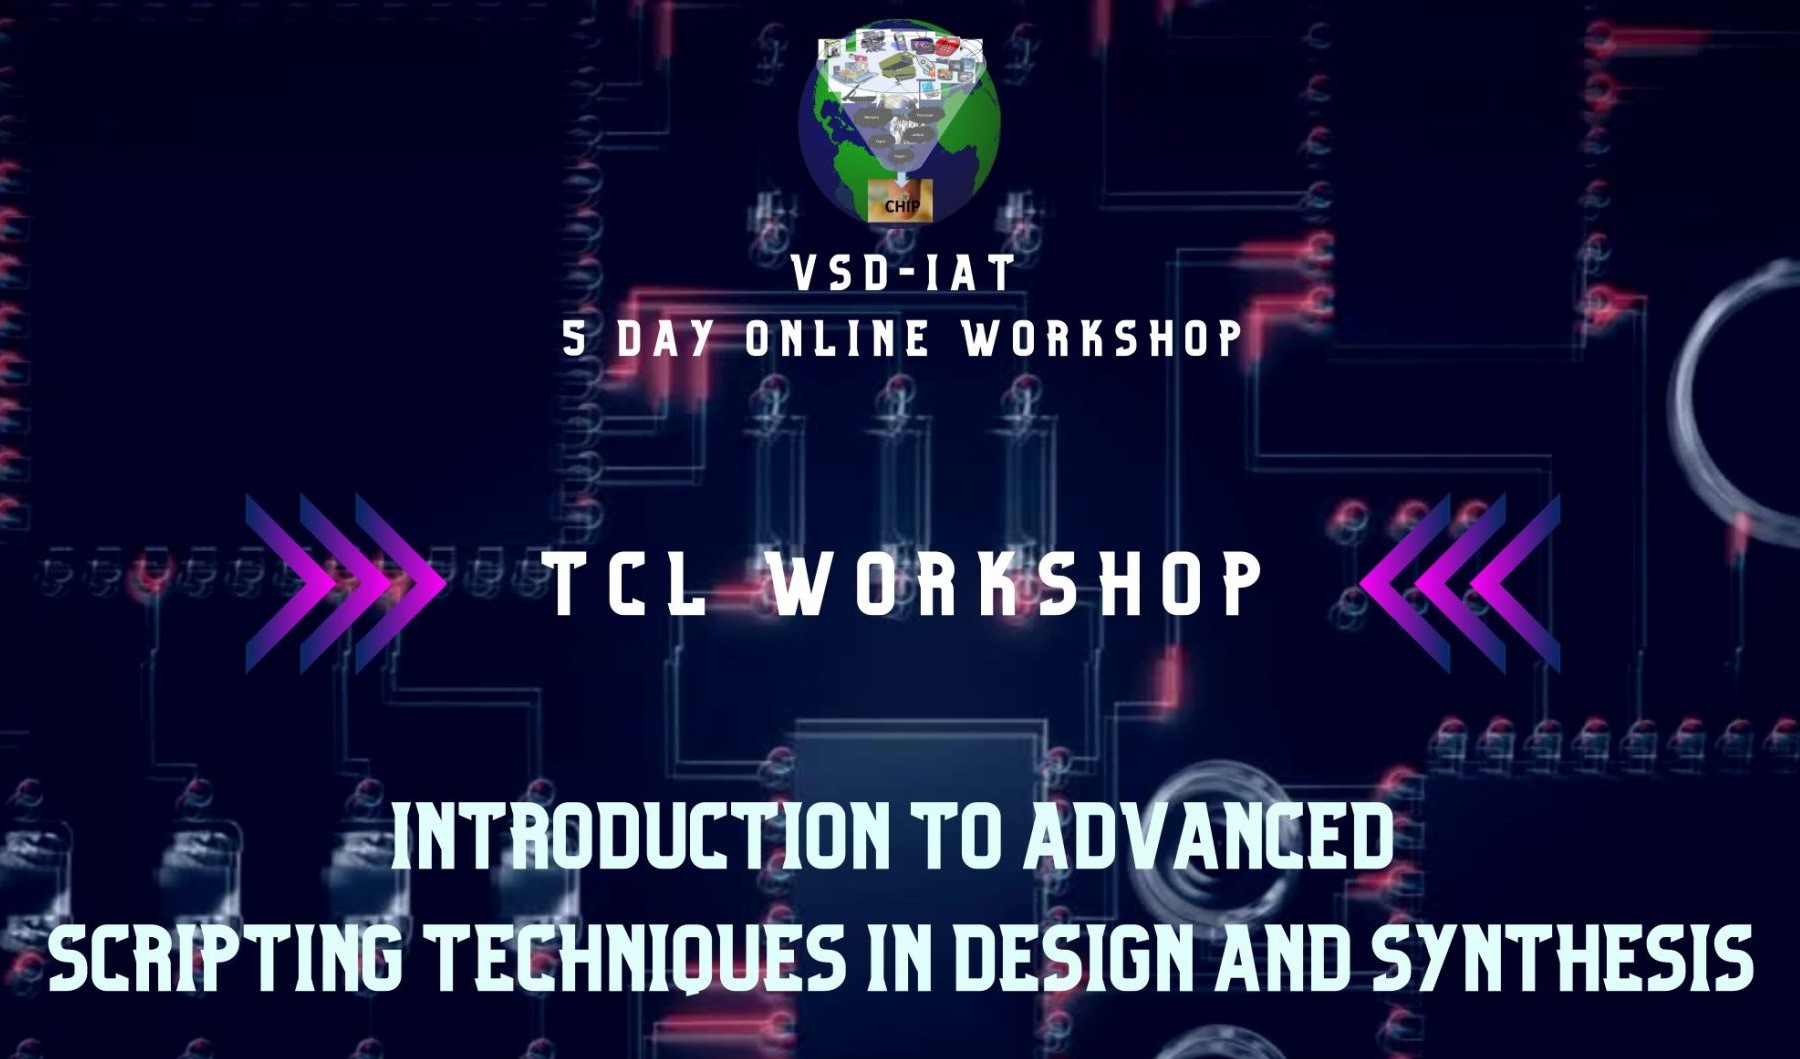 CHIP
VSD-IAT
5 DAY ONLINE WORKSHOP
TCL WORKSHOP
INTRODUCTION TO ADVANCED
SCRIPTING TECHNIQUES IN DESIGN AND SYNTHESIS